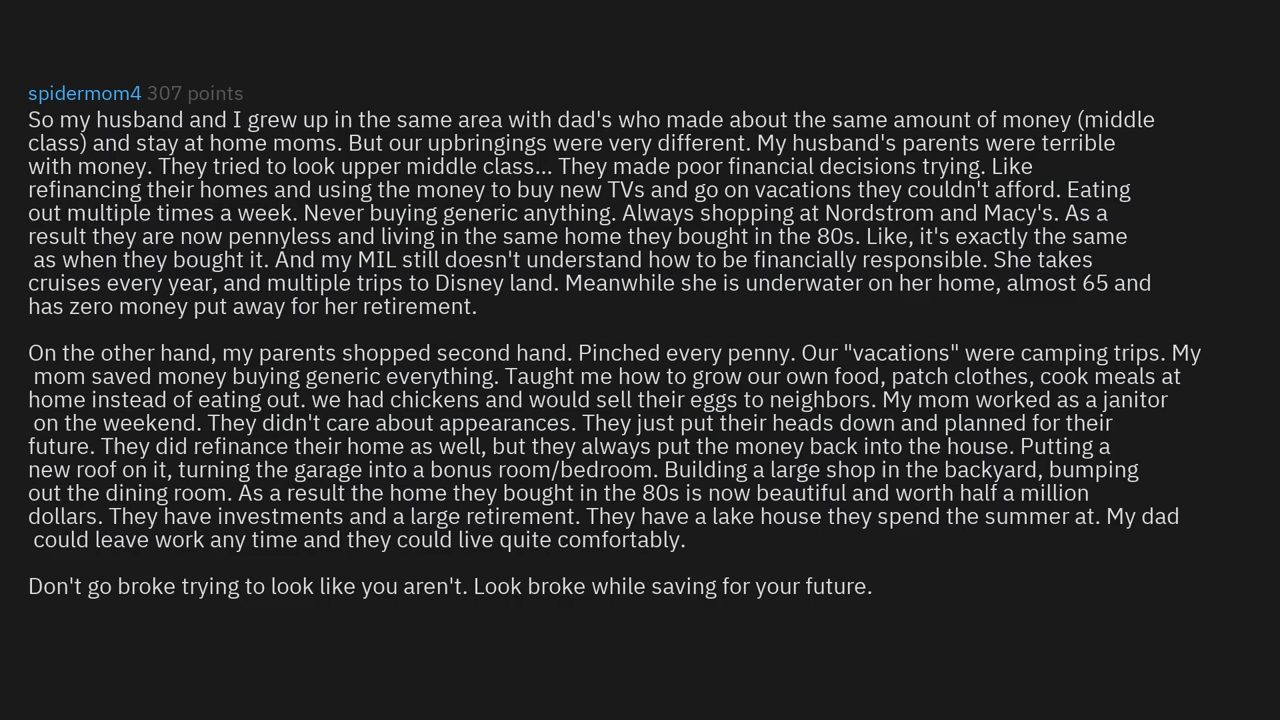 spidermom4 307 points
So my husband and I grew up in the same area with dad's who made about the same amount of money (middle
class) and stay at home moms. But our upbringings were very different. My husband's parents were terrible
with money. They tried to look upper middle class... They made poor financial decisions trying. Like
refinancing their homes and using the money to buy new TVs and go on vacations they couldn't afford. Eating
out multiple times a week. Never buying generic anything. Always shopping at Nordstrom and Macy's. As a
result they are now pennyless and living in the same home they bought in the 80s. Like, it's exactly the same
as when they bought it. And my MIL still doesn't understand how to be financially responsible. She takes
cruises every year, and multiple trips to Disney land. Meanwhile she is underwater on her home, almost 65 and
has zero money put away for her retirement.
On the other hand, my parents shopped second hand. Pinched every penny. Our "vacations" were camping trips. My
mom saved money buying generic everything. Taught me how to grow our own food, patch clothes, cook meals at
home instead of eating out. we had chickens and would sell their eggs to neighbors. My mom worked as a janitor
on the weekend. They didn't care about appearances. They just put their heads down and planned for their
future. They did refinance their home as well, but they always put the money back into the house. Putting a
new roof on it, turning the garage into a bonus room/bedroom. Building a large shop in the backyard, bumping
out the dining room. As a result the home they bought in the 80s is now beautiful and worth half a million
dollars. They have investments and a large retirement. They have a lake house they spend the summer at. My dad
could leave work any time and they could live quite comfortably.
Don't go broke trying to look like you aren't. Look broke while saving for your future.